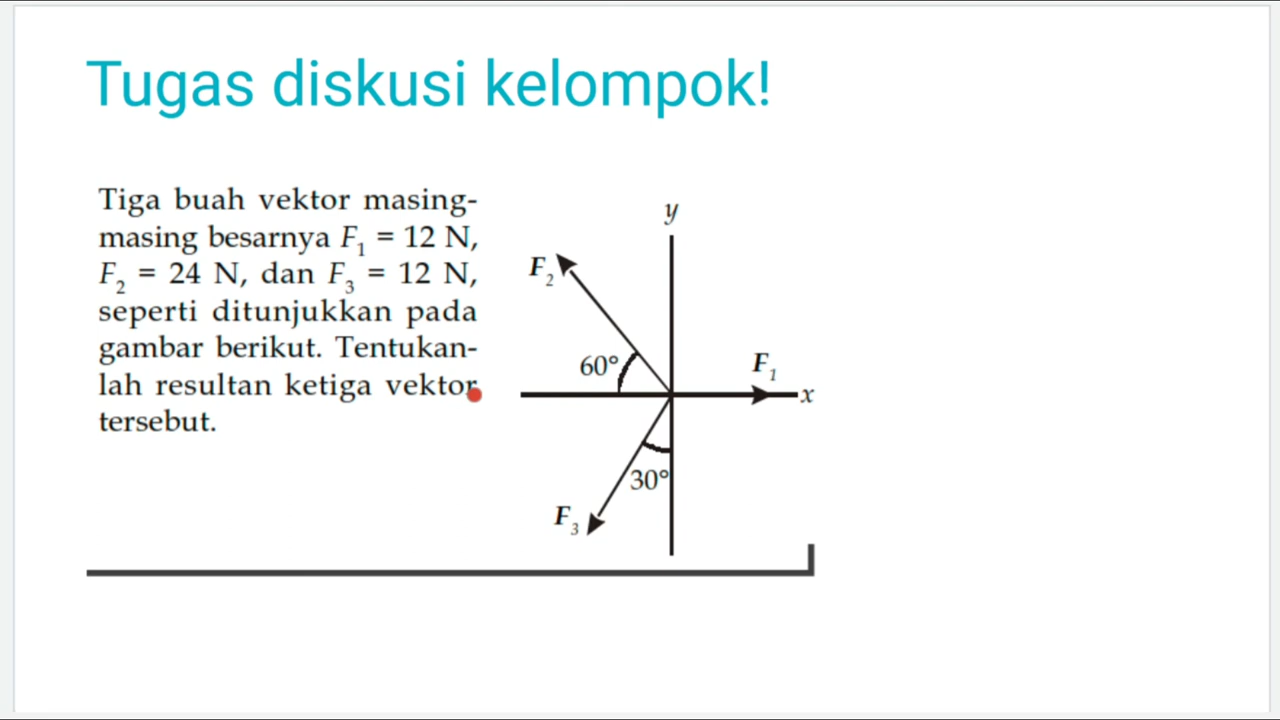 Tugas diskusi kelompok!
Tiga buah vektor masing-
masing besarnya F₁ = 12 N,
F₂ = 24 N, dan F₃ = 12 N,
seperti ditunjukkan pada
gambar berikut. Tentukan-
lah resultan ketiga vektor
tersebut.
y
F₂
60°
F₁
x
30°
F₃